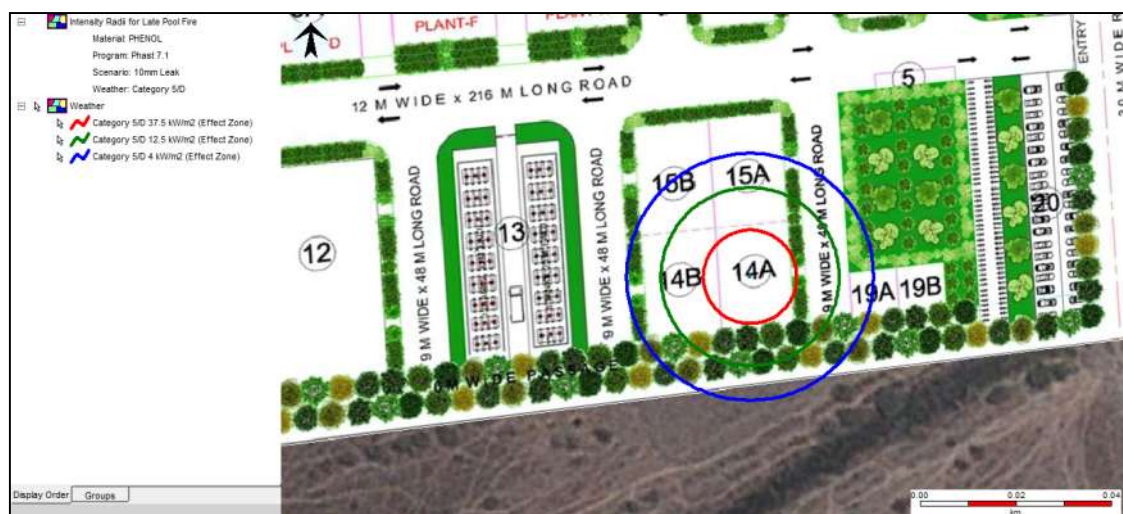 Intensity Radii for Late Pool Fire
Material: PHENOL
Program: Phast 7.1
Scenario: 10mm Leak
Weather: Category 5/D
Weather
Category 5/D 37.5 kW/m2 (Effect Zone)
Category 5/D 12.5 kW/m2 (Effect Zone)
Category 5/D 4 kW/m2 (Effect Zone)
Display Order
Groups
PLANT-F
12 M WIDE x 216 M LONG ROAD
ENTRY
5
15B
15A
12
9 M WIDE x 48 M LONG ROAD
13
9 M WIDE x 48 M LONG ROAD
14B
14A
9 M WIDE x 48 M LONG ROAD
19A
19B
20
WIDE PASSAGE
0.00
0.02
0.04
km